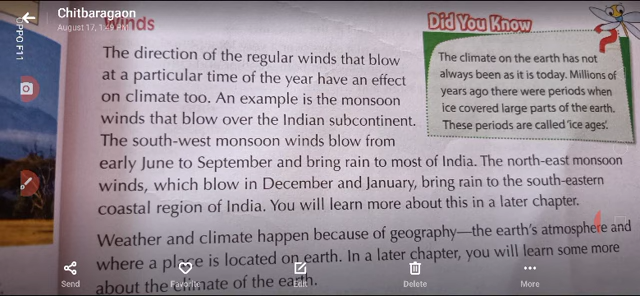 Chitbaragaon
August 17, 1:49 PM
OPPO F11
Winds
The direction of the regular winds that blow
at a particular time of the year have an effect
on climate too. An example is the monsoon
winds that blow over the Indian subcontinent.
The south-west monsoon winds blow from
early June to September and bring rain to most of India. The north-east monsoon
winds, which blow in December and January, bring rain to the south-eastern
coastal region of India. You will learn more about this in a later chapter.
Weather and climate happen because of geography—the earth's atmosphere and
where a place is located on earth. In a later chapter, you will learn some more
about the climate of the earth.
Did You Know
?
The climate on the earth has not
always been as it is today. Millions of
years ago there were periods when
ice covered large parts of the earth.
These periods are called 'ice ages'.
Send
Favorite
Edit
Delete
More